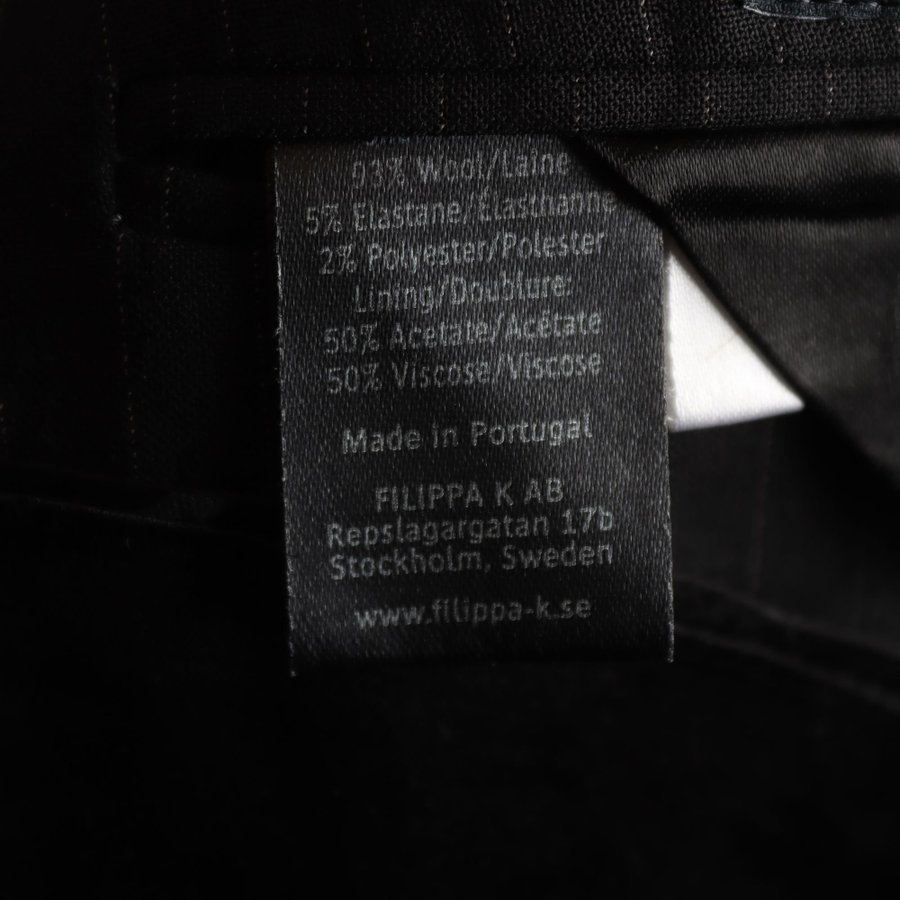 93% Wool/Laine
5% Elastane/Elasthanne
2% Polyester/Polester
Lining/Doublure:
50% Acetate/Acétate
50% Viscose/Viscose
Made in Portugal
FILIPPA K AB
Repslagargatan 17b
Stockholm, Sweden
www.filippa-k.se